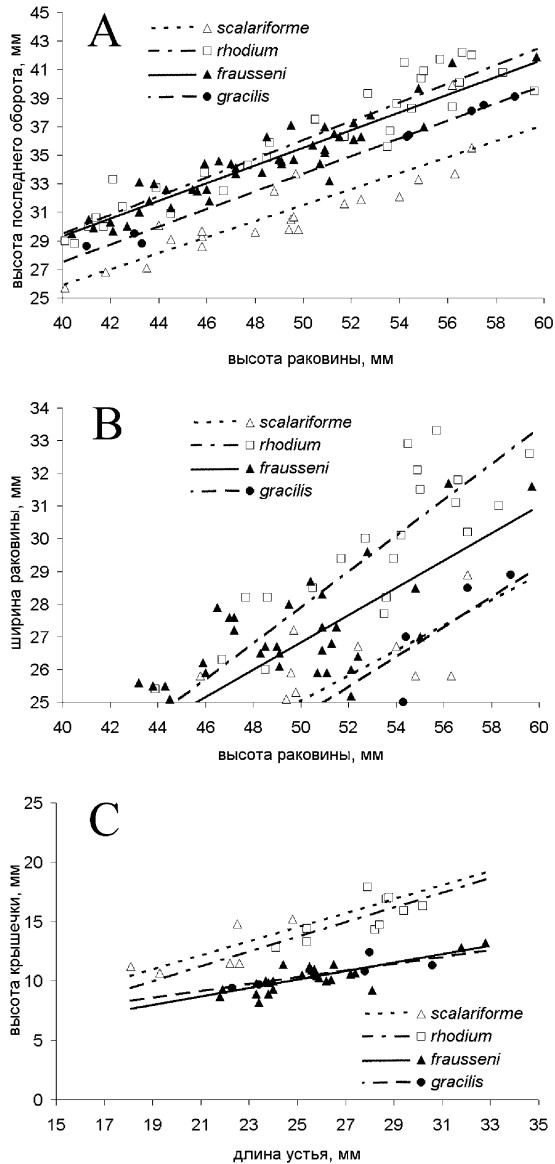 A
scalariforme
rhodium
frausseni
gracilis
высота последнего оборота, мм
45
43
41
39
37
35
33
31
29
27
25
40 42 44 46 48 50 52 54 56 58 60
высота раковины, мм
B
scalariforme
rhodium
frausseni
gracilis
ширина раковины, мм
34
33
32
31
30
29
28
27
26
25
40 42 44 46 48 50 52 54 56 58 60
высота раковины, мм
C
высота крышечки, мм
25
20
15
10
5
0
scalariforme
rhodium
frausseni
gracilis
15 17 19 21 23 25 27 29 31 33 35
длина устья, мм